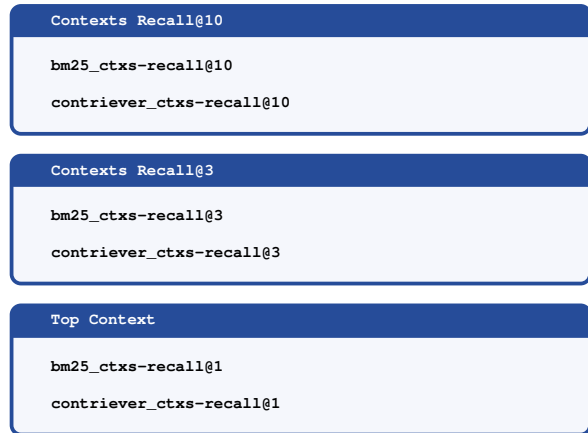 Contexts Recall@10
bm25_ctxs-recall@10
contriever_ctxs-recall@10
Contexts Recall@3
bm25_ctxs-recall@3
contriever_ctxs-recall@3
Top Context
bm25_ctxs-recall@1
contriever_ctxs-recall@1